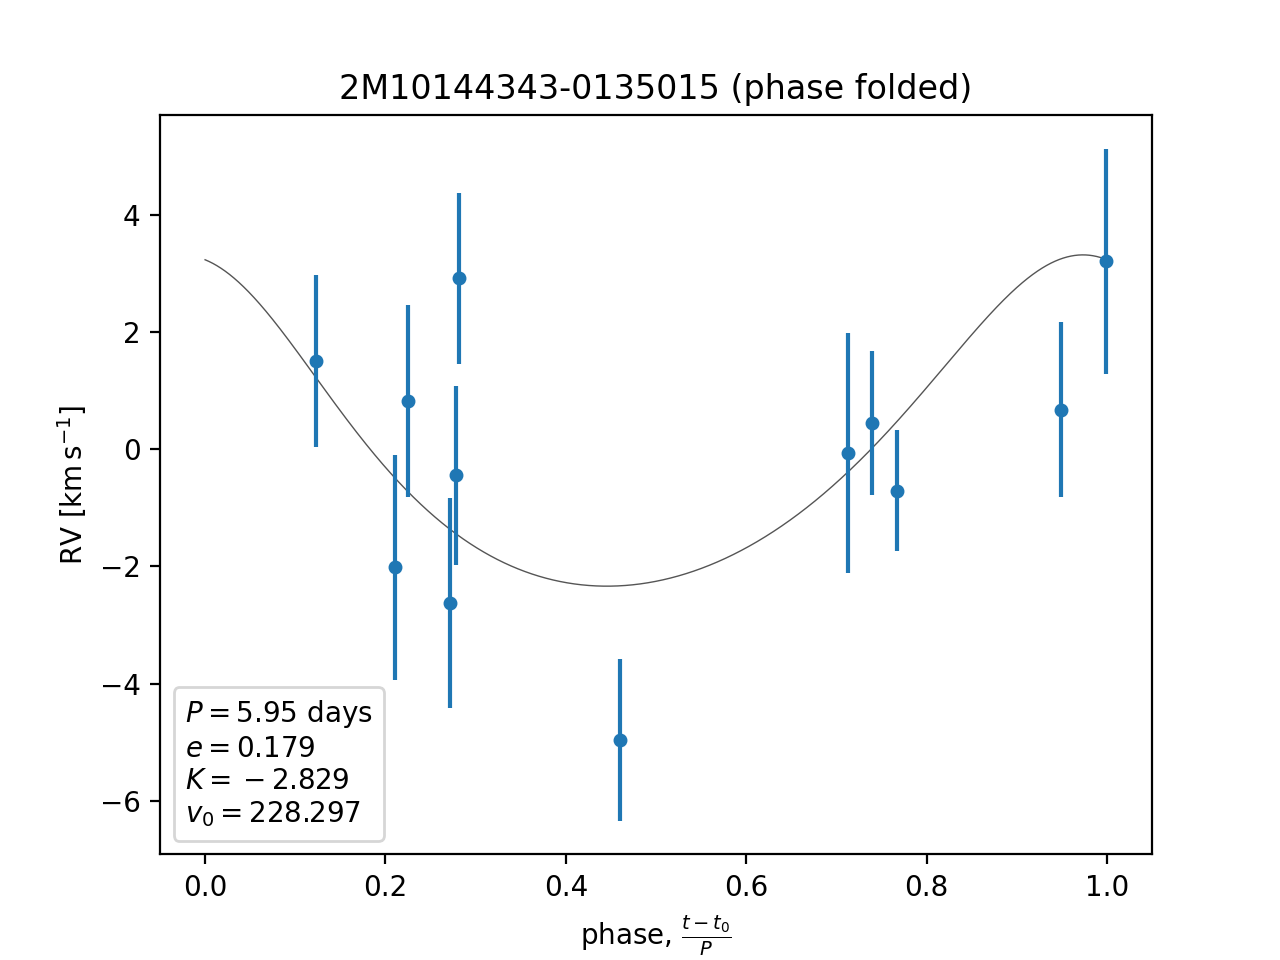 2M10144343-0135015 (phase folded)
RV [km s⁻¹]
4
2
0
−2
−4
−6
P = 5.95 days
e = 0.179
K = −2.829
v₀ = 228.297
0.0 0.2 0.4 0.6 0.8 1.0
phase, (t − t₀)/P